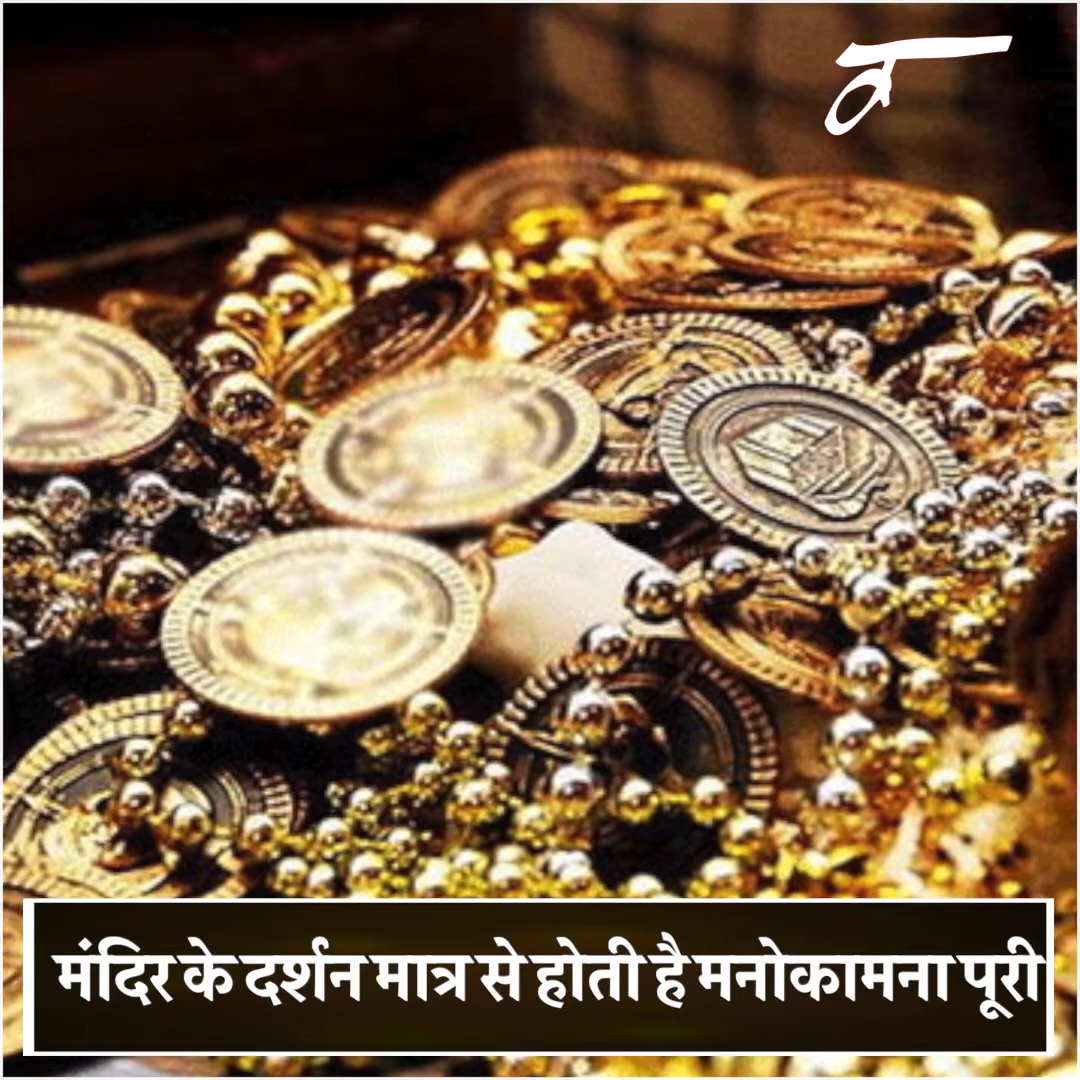 मंदिर के दर्शन मात्र से होती है मनोकामना पूरी